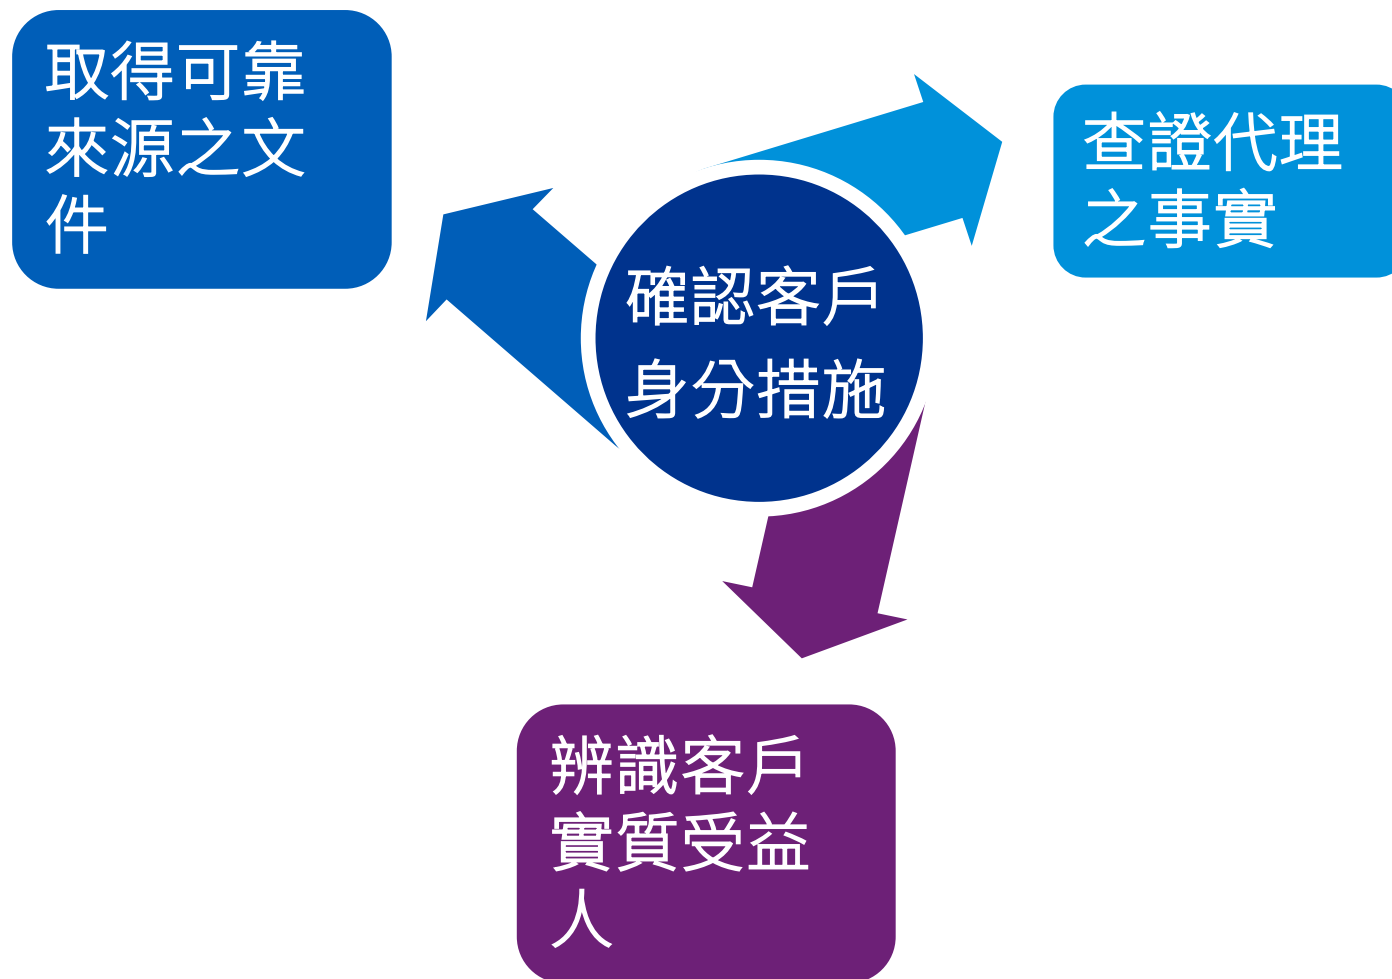 取得可靠
來源之文
件
查證代理
之事實
確認客戶
身分措施
辨識客戶
實質受益
人